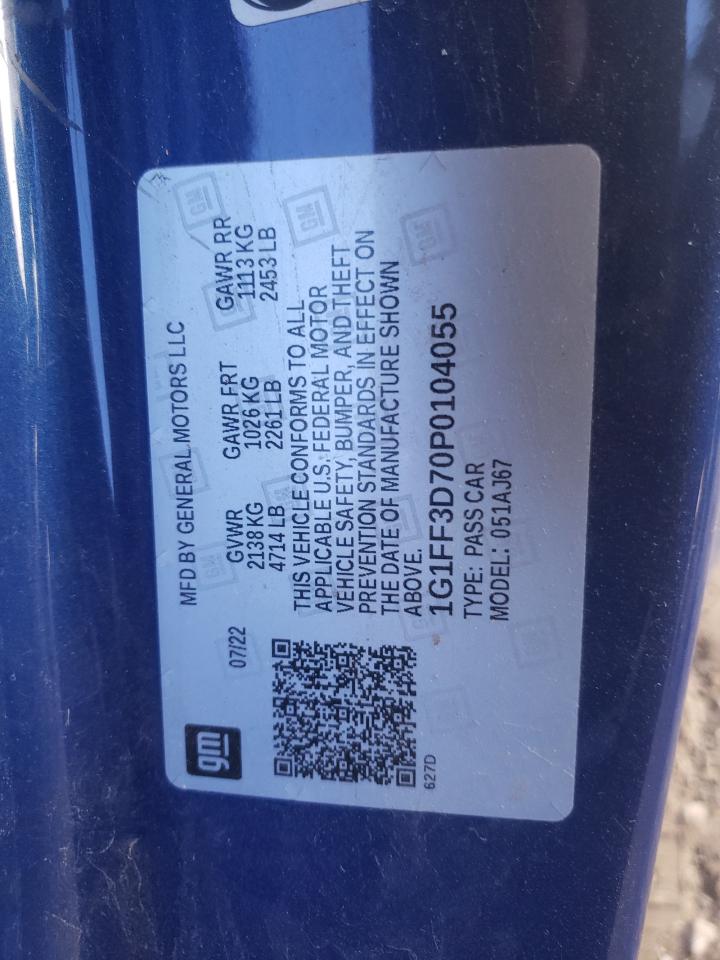 gm
07/22
MFD BY GENERAL MOTORS LLC
GVWR GAWR FRT GAWR RR
2138 KG 1026 KG 1113 KG
4714 LB 2261 LB 2453 LB
THIS VEHICLE CONFORMS TO ALL
APPLICABLE U.S. FEDERAL MOTOR
VEHICLE SAFETY, BUMPER, AND THEFT
PREVENTION STANDARDS IN EFFECT ON
THE DATE OF MANUFACTURE SHOWN
ABOVE.
1G1FF3D70P0104055
TYPE: PASS CAR
MODEL: 051AJ67
627D